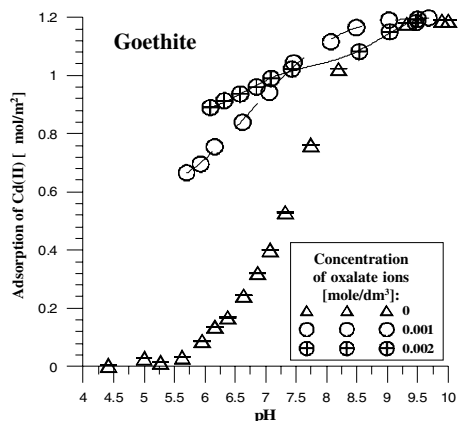 Goethite
Adsorption of Cd(II) [ mol/m²]
1.2
1
0.8
0.6
0.4
0.2
0
4 4.5 5 5.5 6 6.5 7 7.5 8 8.5 9 9.5 10
pH
Concentration
of oxalate ions
[mole/dm³]:
0
0.001
0.002